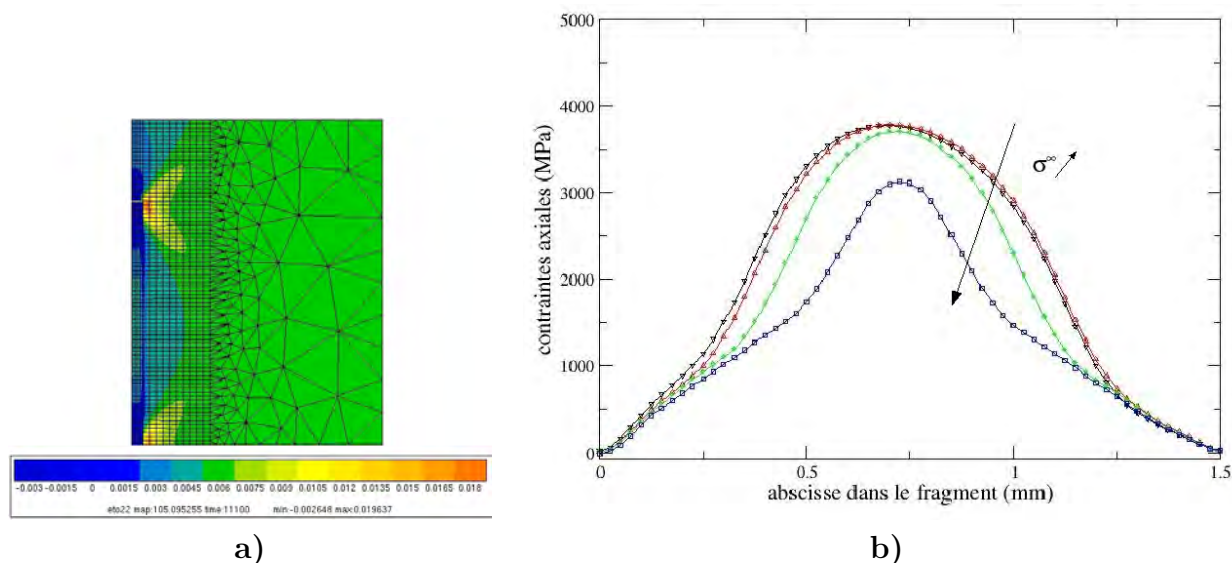 -0.003 -0.0015 0 0.0015 0.003 0.0045 0.006 0.0075 0.009 0.0105 0.012 0.0135 0.015 0.0165 0.018
eto22 map:105.095255 time:11100 min:-0.002648 max:0.019637
a)
5000
4000
3000
2000
1000
0
contraintes axiales (MPa)
σ∞
0 0.5 1 1.5
abscisse dans le fragment (mm)
b)